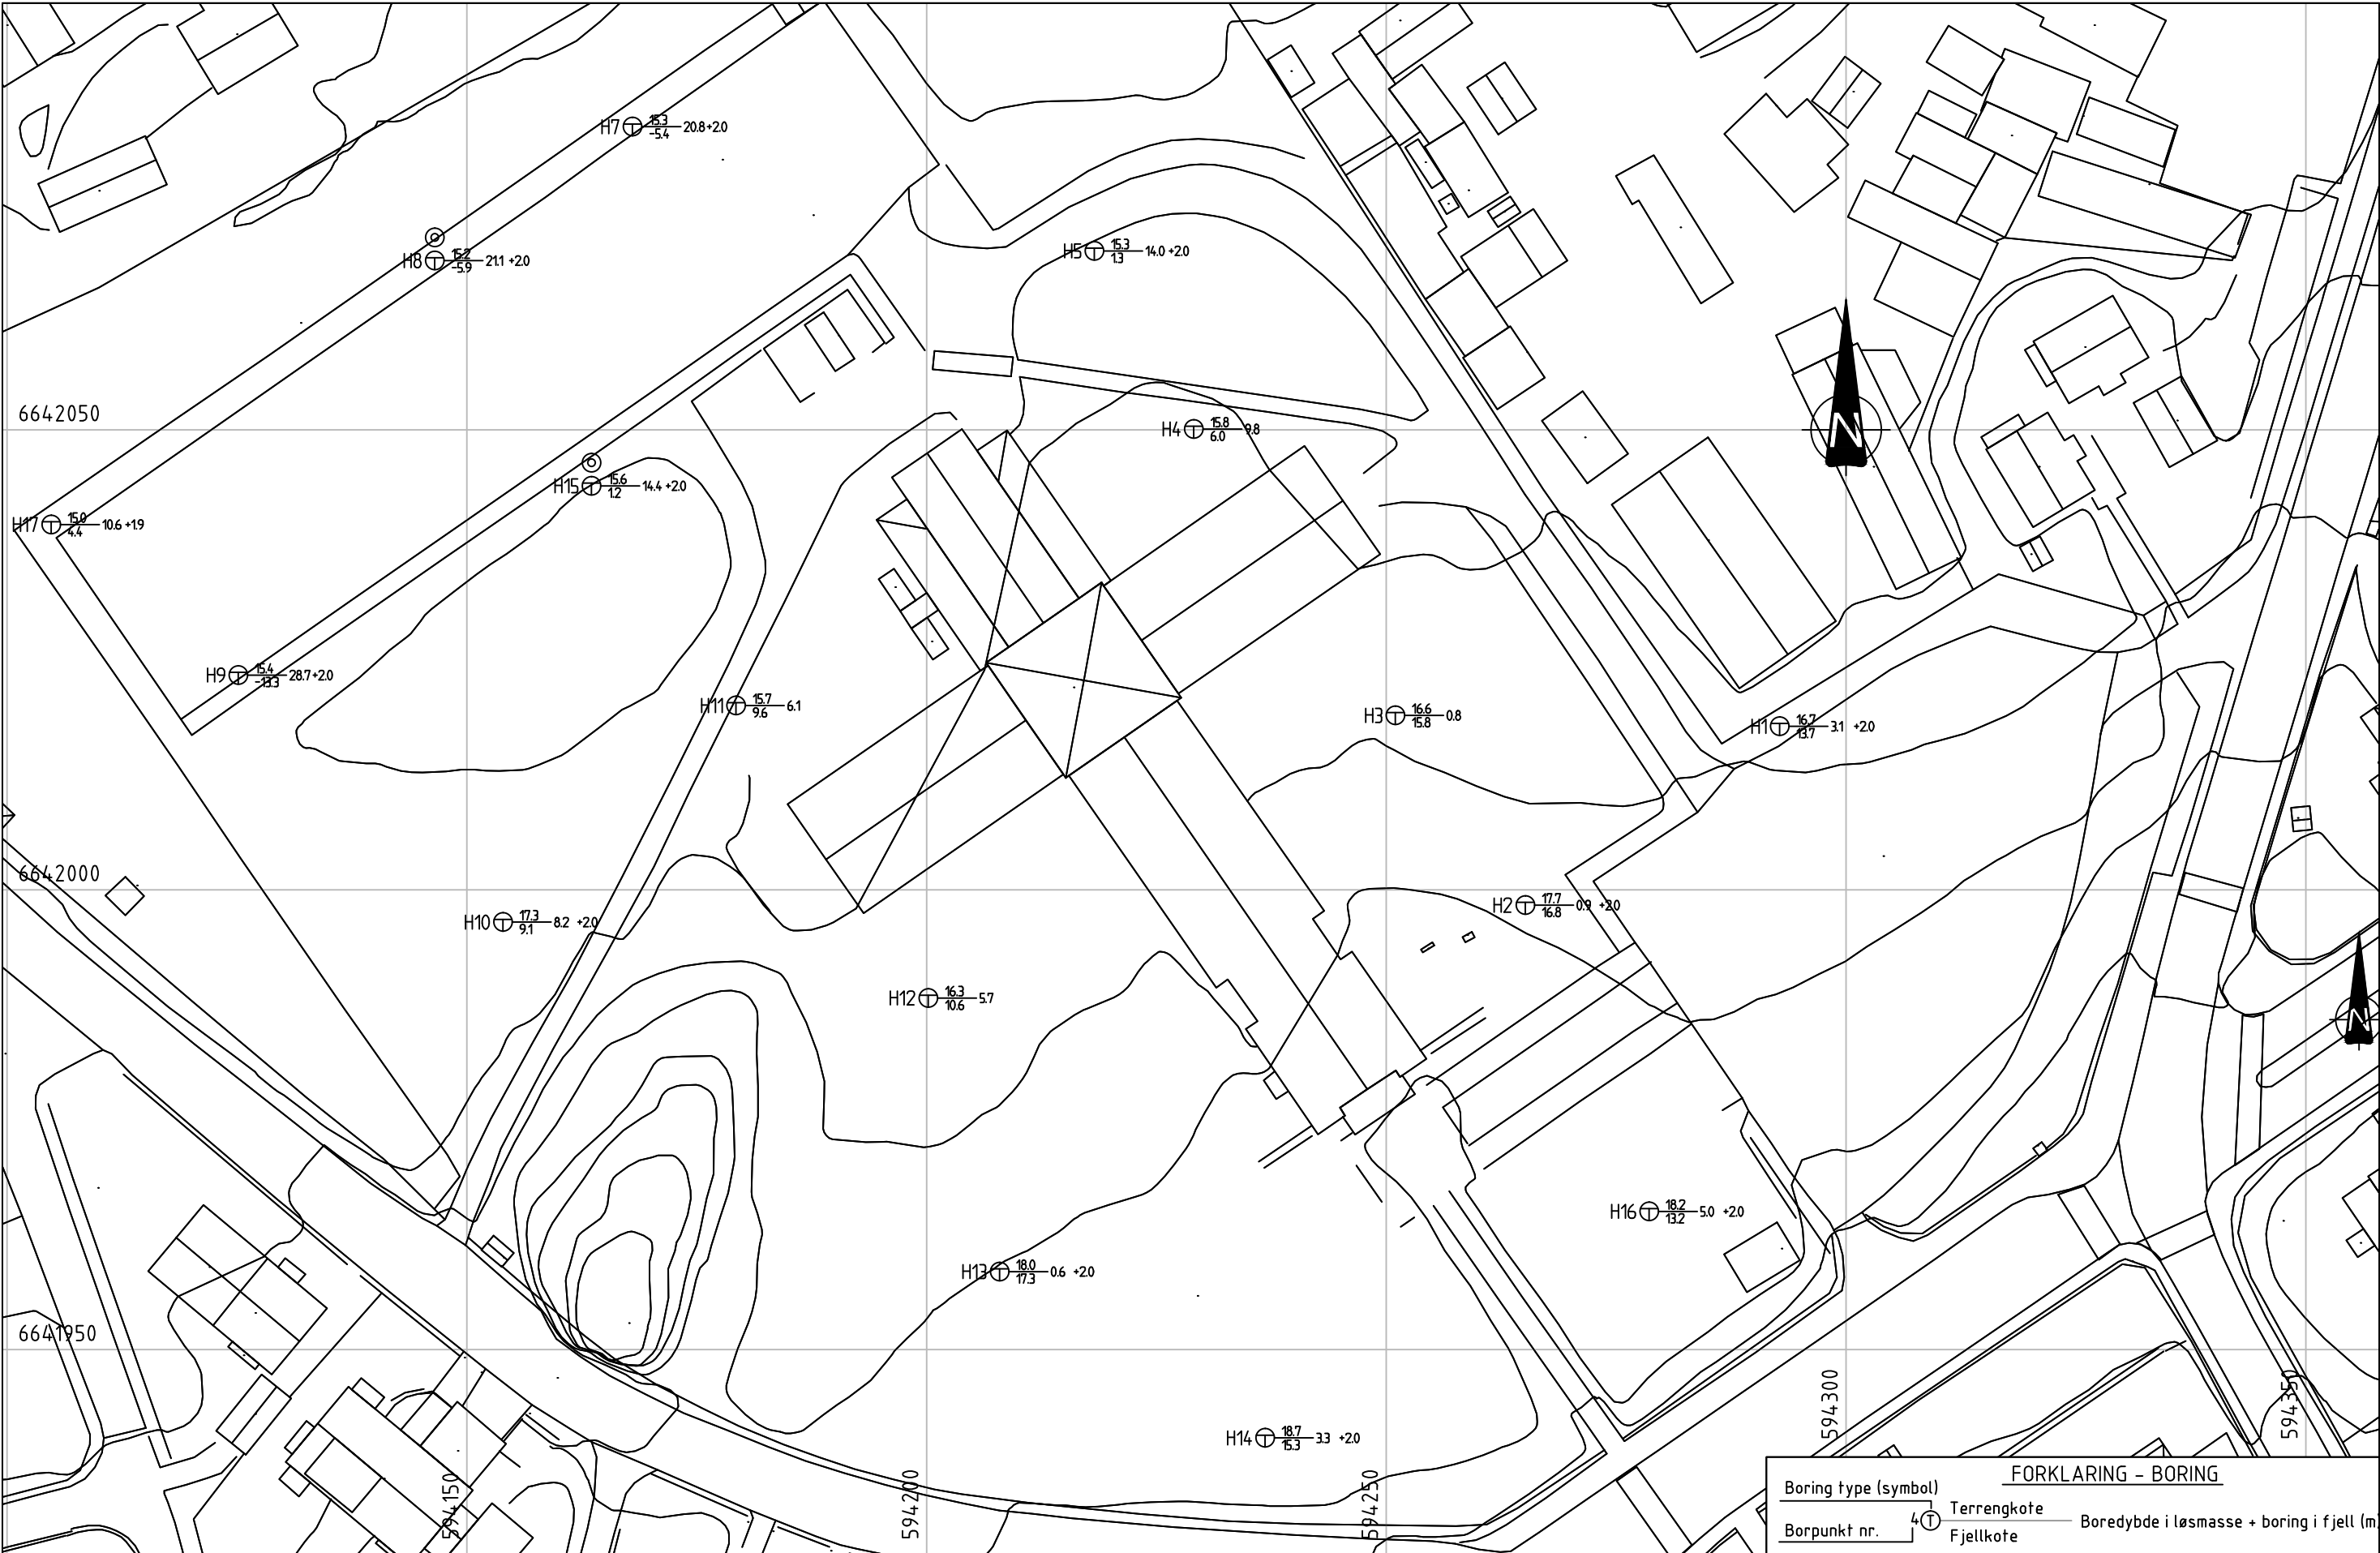 H7 15.3 20.8+2.0
-5.4
H5 15.3 14.0 +2.0
1.3
H8 15.2 21.1 +2.0
-5.9
6642050
H4 15.8 9.8
6.0
N
H15 15.6 14.4 +2.0
1.2
H17 15.0 10.6 +1.9
4.4
H9 15.4 28.7+2.0
-13.3
H11 15.7 6.1
9.6
H3 16.6 0.8
15.8
H1 16.7 3.1 +2.0
13.7
6642000
H2 17.7 0.9 +2.0
16.8
H10 17.3 8.2 +2.0
9.1
H12 16.3 5.7
10.6
N
H16 18.2 5.0 +2.0
13.2
H13 18.0 0.6 +2.0
17.3
6641950
H14 18.7 3.3 +2.0
15.3
594150
594200
594250
594300
594350
FORKLARING - BORING
Boring type (symbol)
Terrengkote
4 T Boredybde i løsmasse + boring i fjell (m
Borpunkt nr.
Fjellkote